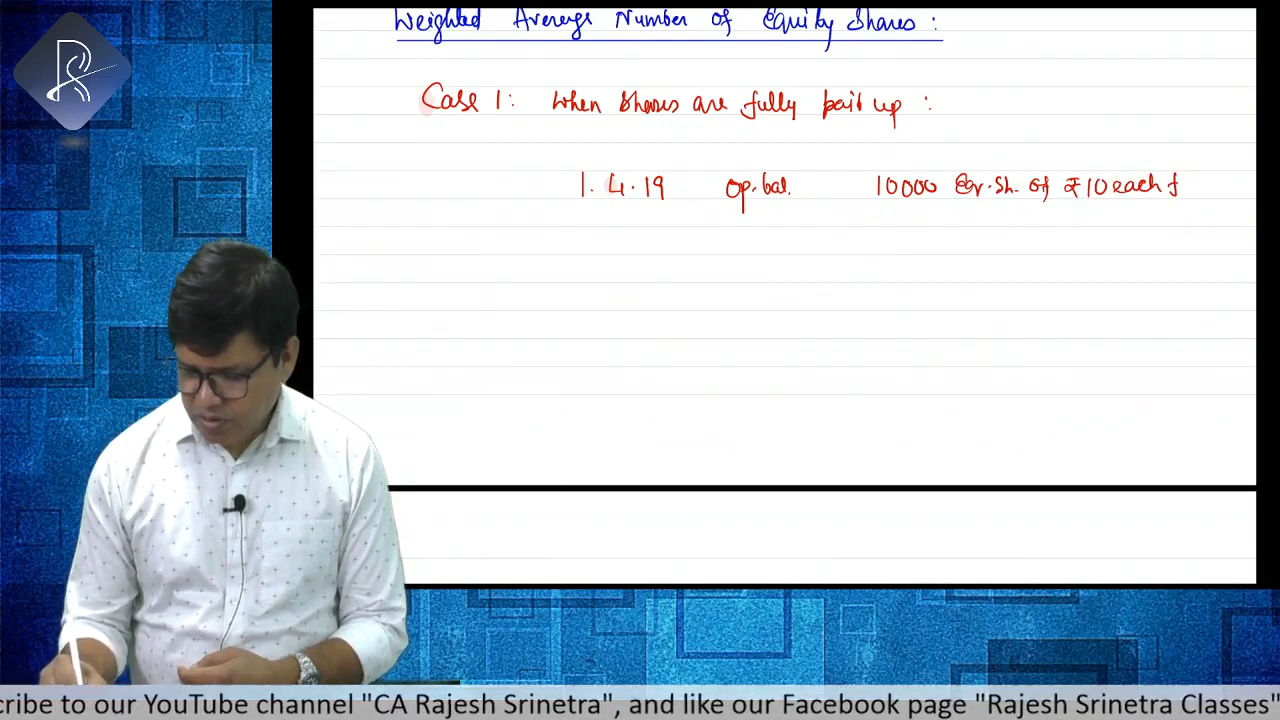 Weighted Average Number of Equity Shares :
Case 1 : When Shares are fully paid up :
1.4.19 Op.bal. 10000 Eq.Sh. of ₹10 each f
cribe to our YouTube channel "CA Rajesh Srinetra", and like our Facebook page "Rajesh Srinetra Classes"